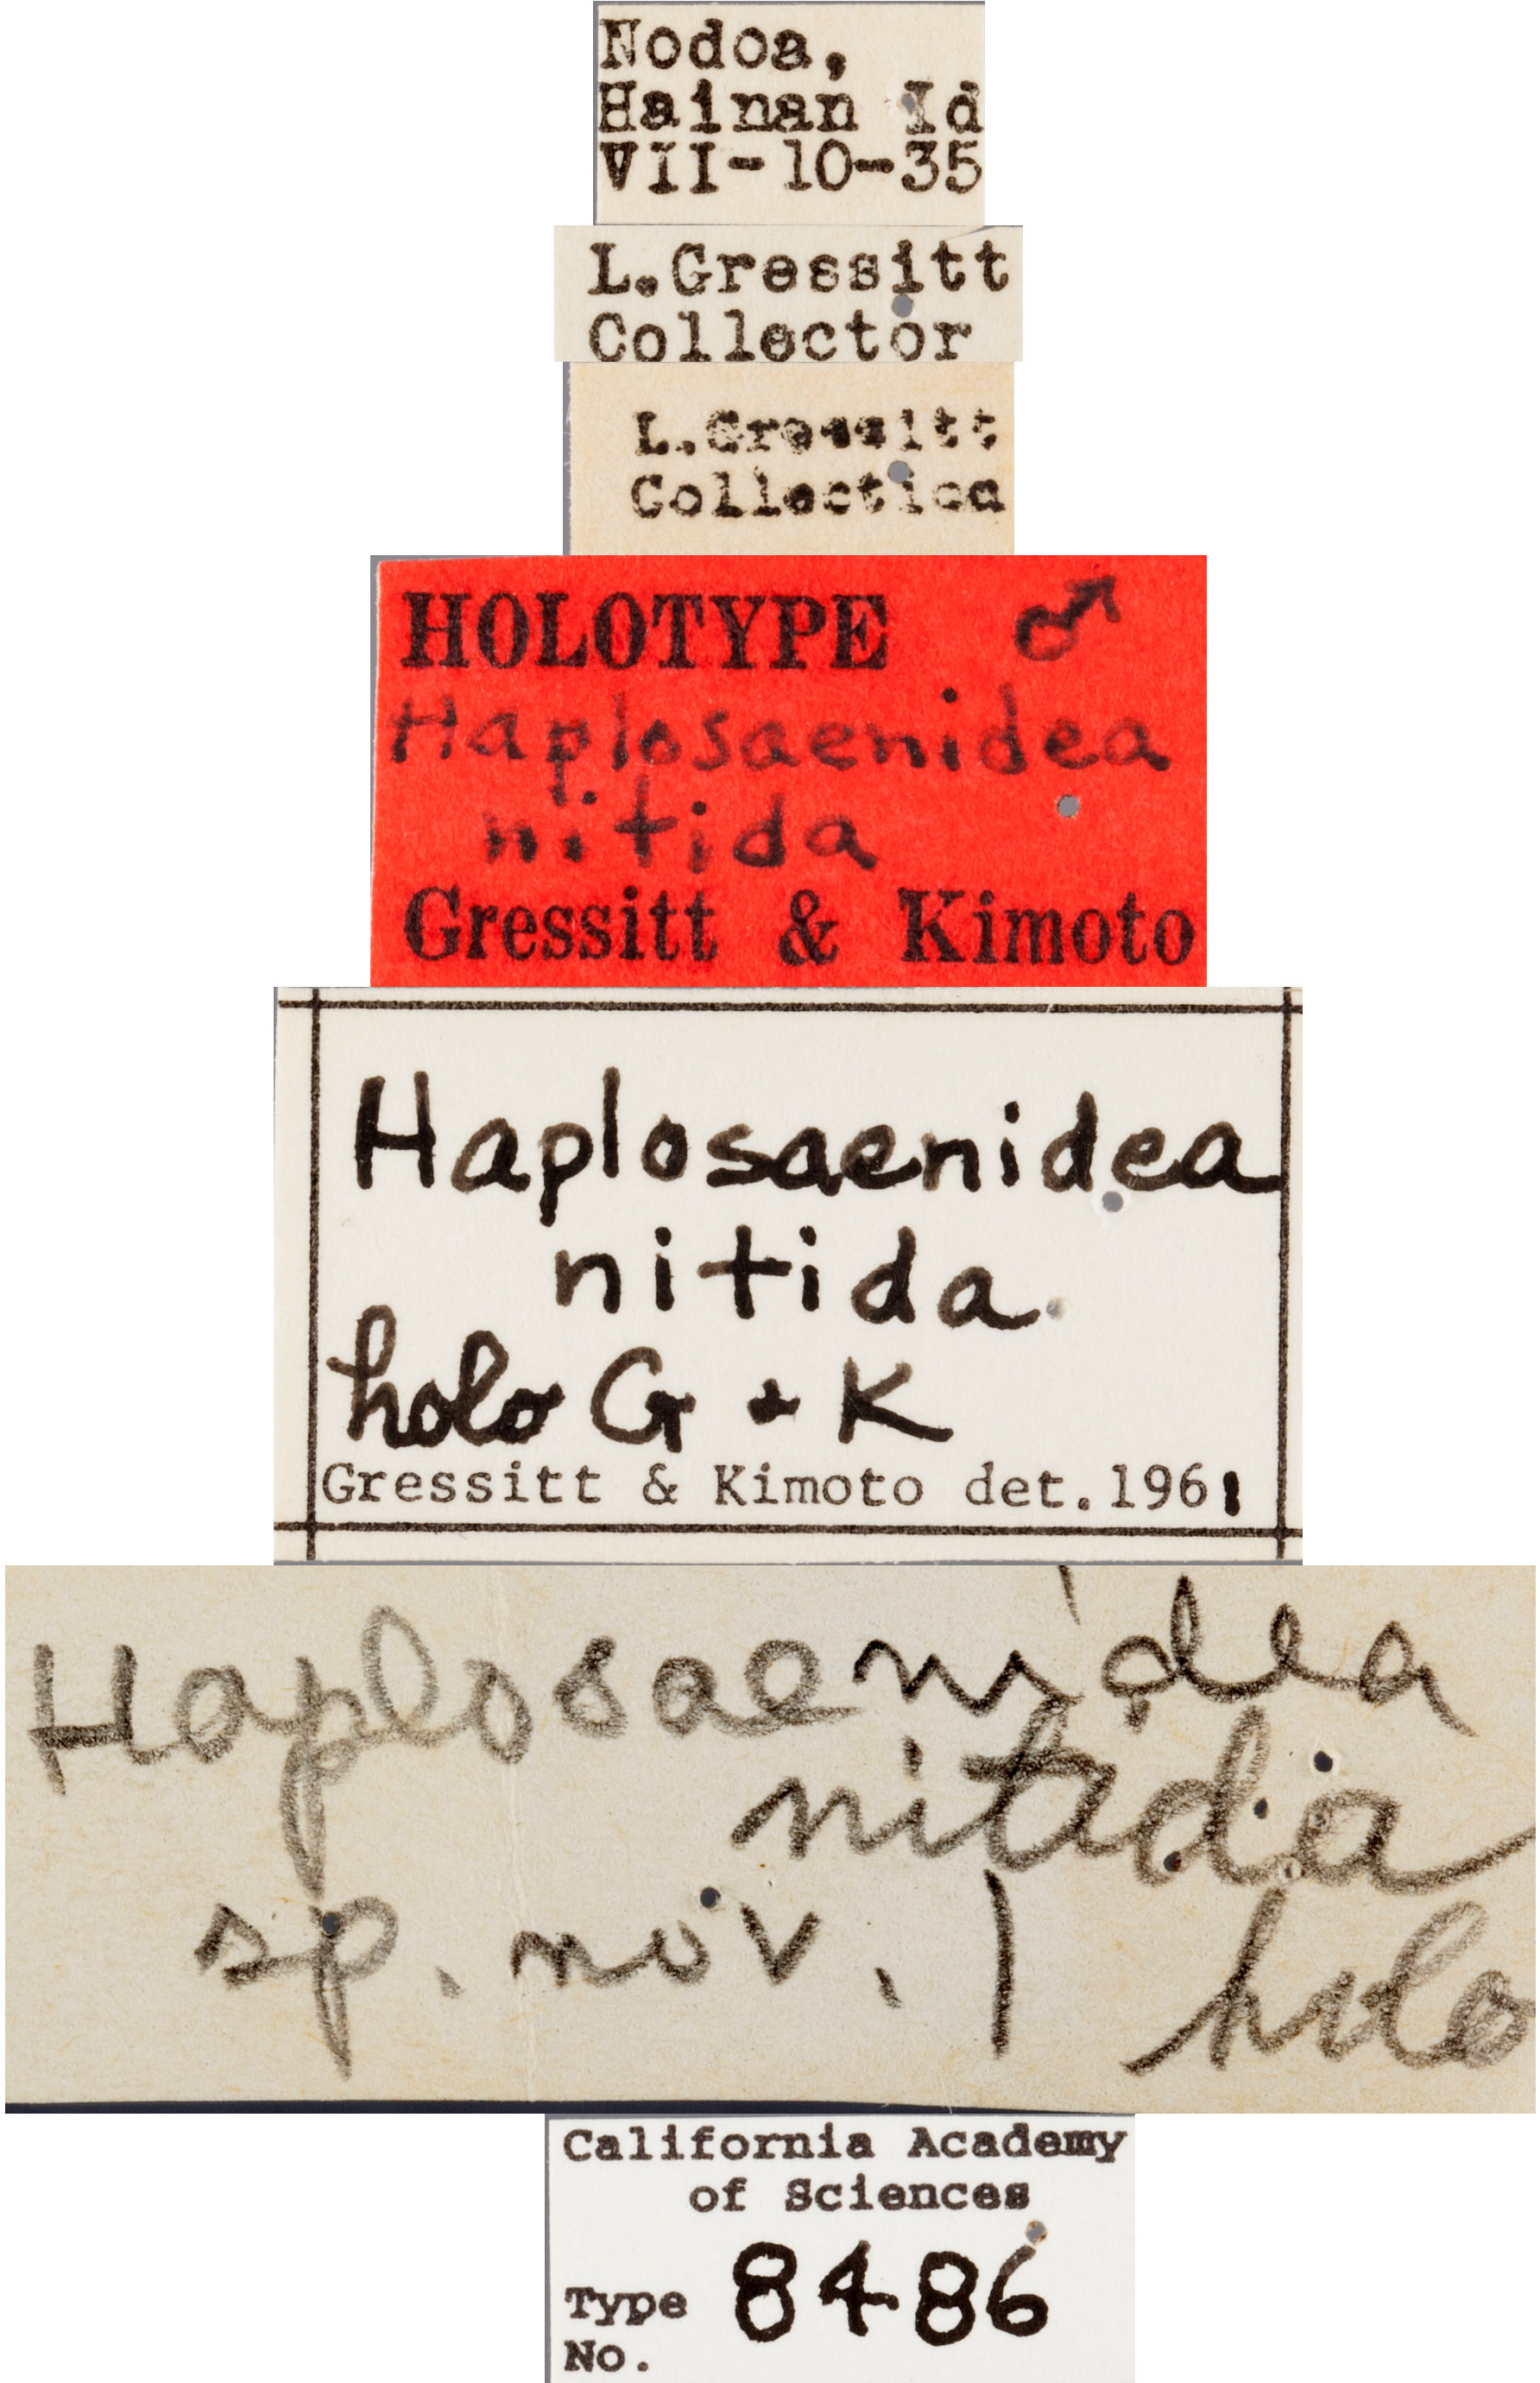 Nodoa,
Hainan Id
VII-10-35
L.Gressitt
Collector
L.Gressitt
Collection
HOLOTYPE ♂
Haplosaenidea
nitida
Gressitt & Kimoto
Haplosaenidea
nitida
holo G & K
Gressitt & Kimoto det.1961
Haplosaenidea
nitida
sp. nov. | holo
California Academy
of Sciences
Type 8486
No.